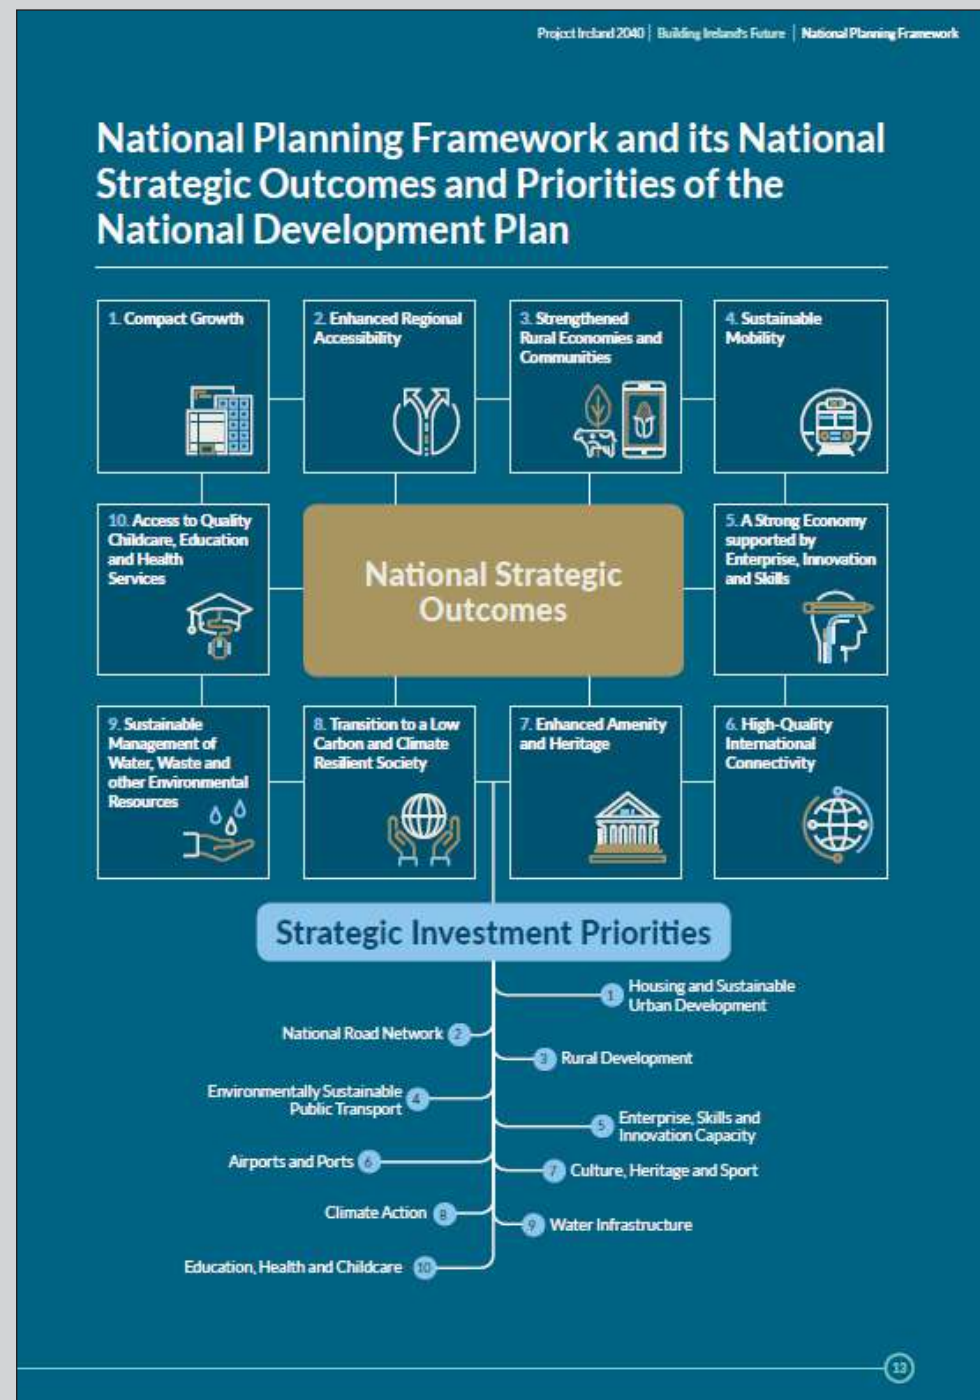 Project Ireland 2040 | Building Ireland's Future | National Planning Framework
National Planning Framework and its National
Strategic Outcomes and Priorities of the
National Development Plan
1. Compact Growth
2. Enhanced Regional
Accessibility
3. Strengthened
Rural Economies and
Communities
4. Sustainable
Mobility
10. Access to Quality
Childcare, Education
and Health
Services
National Strategic
Outcomes
5. A Strong Economy
supported by
Enterprise, Innovation
and Skills
9. Sustainable
Management of
Water, Waste and
other Environmental
Resources
8. Transition to a Low
Carbon and Climate
Resilient Society
7. Enhanced Amenity
and Heritage
6. High-Quality
International
Connectivity
Strategic Investment Priorities
1 Housing and Sustainable
Urban Development
National Road Network 2
3 Rural Development
Environmentally Sustainable
Public Transport 4
5 Enterprise, Skills and
Innovation Capacity
Airports and Ports 6
7 Culture, Heritage and Sport
Climate Action 8
9 Water Infrastructure
Education, Health and Childcare 10
13